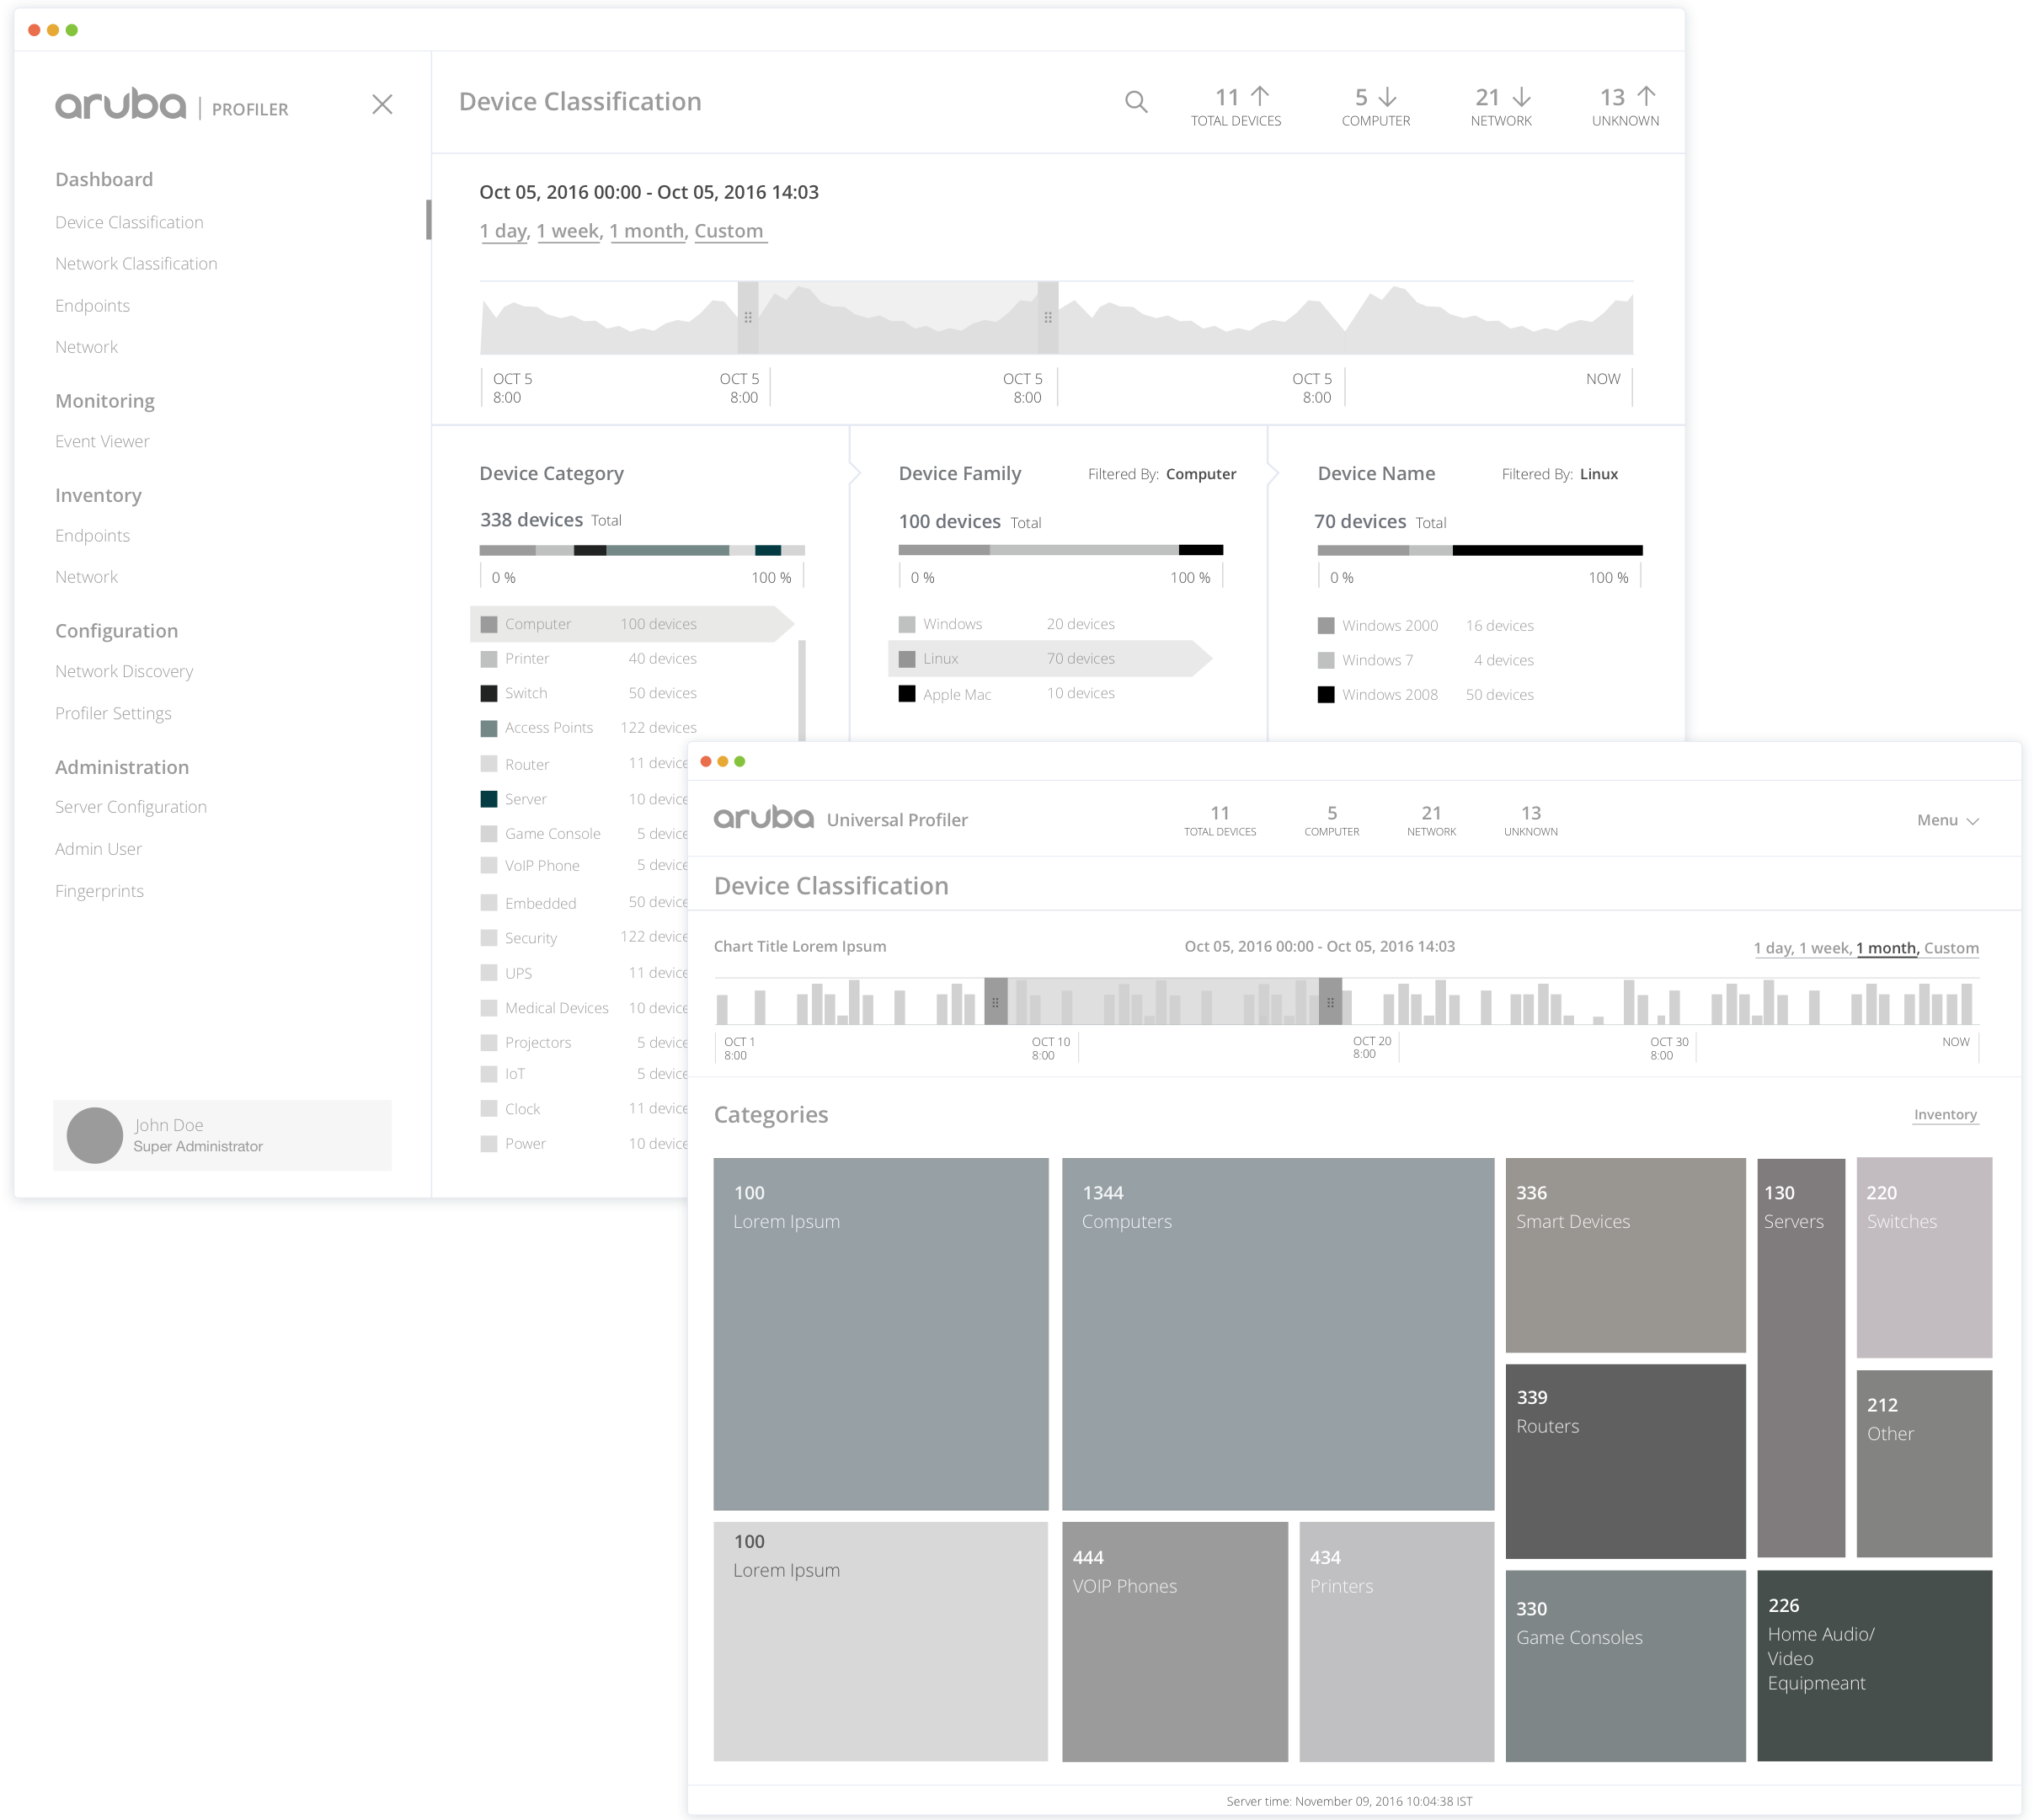 aruba | PROFILER
Dashboard
Device Classification
Network Classification
Endpoints
Network
Monitoring
Event Viewer
Inventory
Endpoints
Network
Configuration
Network Discovery
Profiler Settings
Administration
Server Configuration
Admin User
Fingerprints
John Doe
Super Administrator
Device Classification
11 TOTAL DEVICES
5 COMPUTER
21 NETWORK
13 UNKNOWN
Oct 05, 2016 00:00 - Oct 05, 2016 14:03
1 day, 1 week, 1 month, Custom
OCT 5
8:00
OCT 5
8:00
OCT 5
8:00
OCT 5
8:00
NOW
Device Category
338 devices Total
0 % 100 %
Computer 100 devices
Printer 40 devices
Switch 50 devices
Access Points 122 devices
Router 11 device
Server 10 device
Game Console 5 device
VoIP Phone 5 device
Embedded 50 device
Security 122 device
UPS 11 device
Medical Devices 10 device
Projectors 5 device
IoT 5 device
Clock 11 device
Power 10 device
Device Family Filtered By: Computer
100 devices Total
0 % 100 %
Windows 20 devices
Linux 70 devices
Apple Mac 10 devices
Device Name Filtered By: Linux
70 devices Total
0 % 100 %
Windows 2000 16 devices
Windows 7 4 devices
Windows 2008 50 devices
aruba Universal Profiler
11
TOTAL DEVICES
5
COMPUTER
21
NETWORK
13
UNKNOWN
Menu
Device Classification
Chart Title Lorem Ipsum
Oct 05, 2016 00:00 - Oct 05, 2016 14:03
1 day, 1 week, 1 month, Custom
OCT 1
8:00
OCT 10
8:00
OCT 20
8:00
OCT 30
8:00
NOW
Categories
Inventory
100
Lorem Ipsum
1344
Computers
336
Smart Devices
130
Servers
220
Switches
339
Routers
212
Other
100
Lorem Ipsum
444
VOIP Phones
434
Printers
330
Game Consoles
226
Home Audio/
Video
Equipmeant
Server time: November 09, 2016 10:04:38 IST